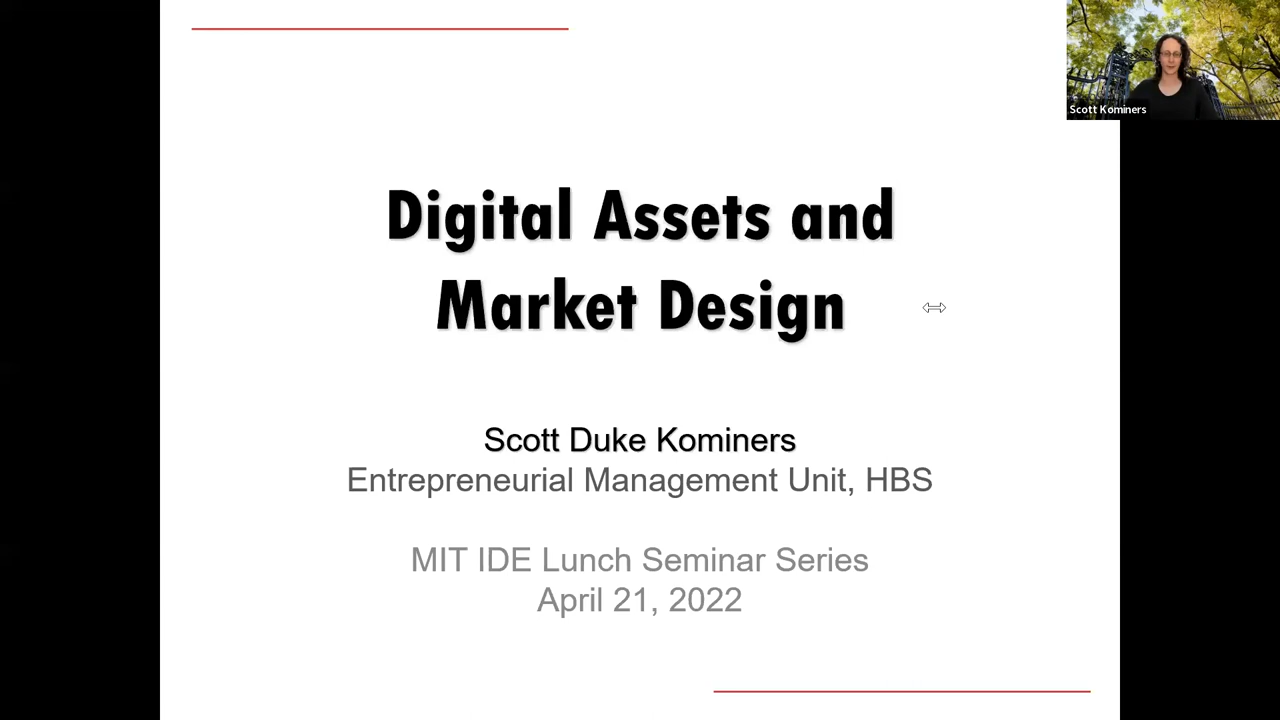 Scott Kominers
Digital Assets and
Market Design
Scott Duke Kominers
Entrepreneurial Management Unit, HBS
MIT IDE Lunch Seminar Series
April 21, 2022